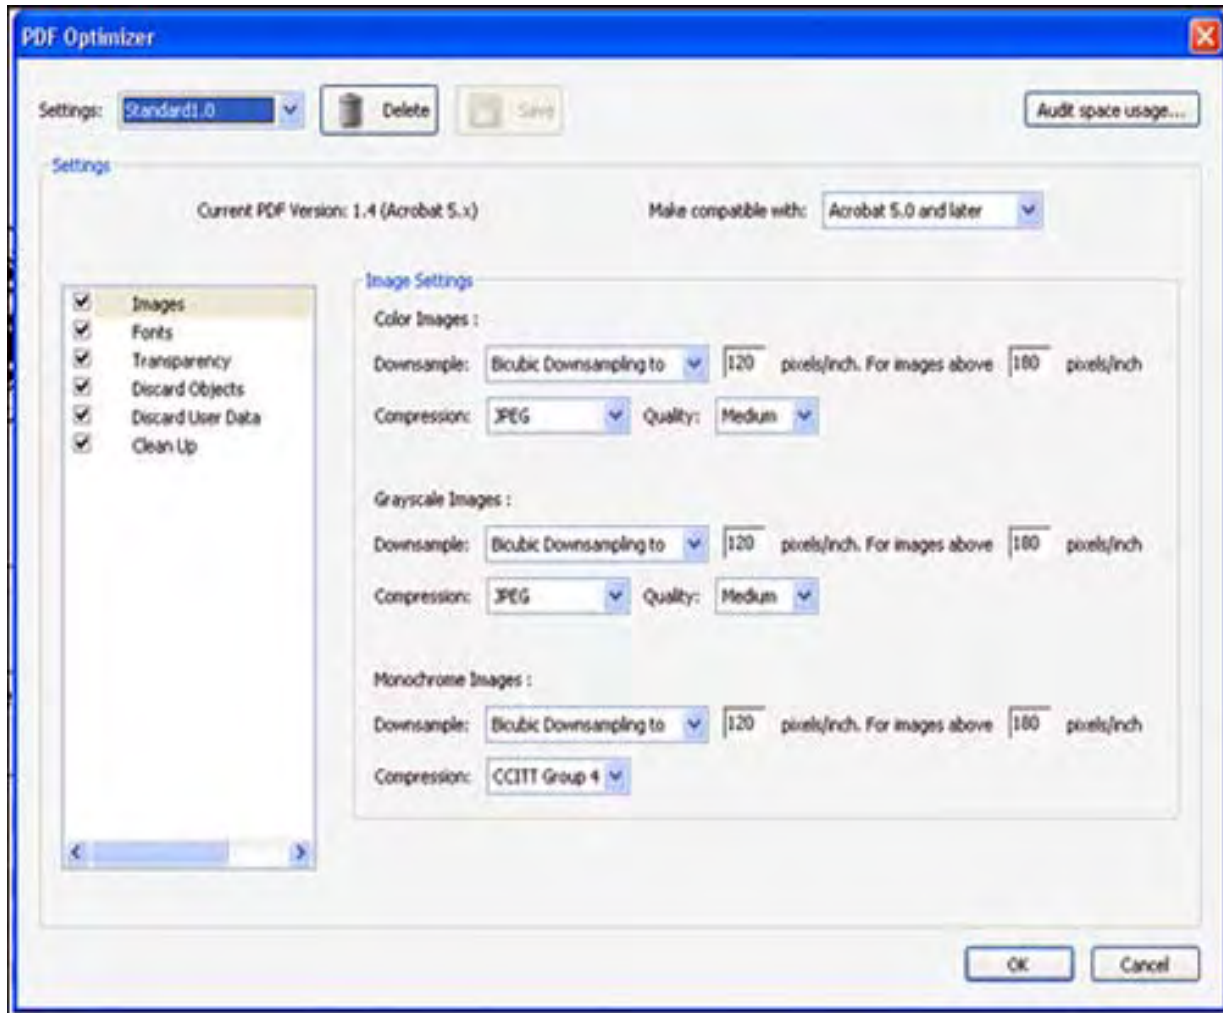 PDF Optimizer
Settings: Standard1.0 Delete Save Audit space usage...
Settings
Current PDF Version: 1.4 (Acrobat 5.x) Make compatible with: Acrobat 5.0 and later
Images
Fonts
Transparency
Discard Objects
Discard User Data
Clean Up
Image Settings
Color Images :
Downsample: Bicubic Downsampling to 120 pixels/inch. For images above 180 pixels/inch
Compression: JPEG Quality: Medium
Grayscale Images :
Downsample: Bicubic Downsampling to 120 pixels/inch. For images above 180 pixels/inch
Compression: JPEG Quality: Medium
Monochrome Images :
Downsample: Bicubic Downsampling to 120 pixels/inch. For images above 180 pixels/inch
Compression: CCITT Group 4
OK Cancel